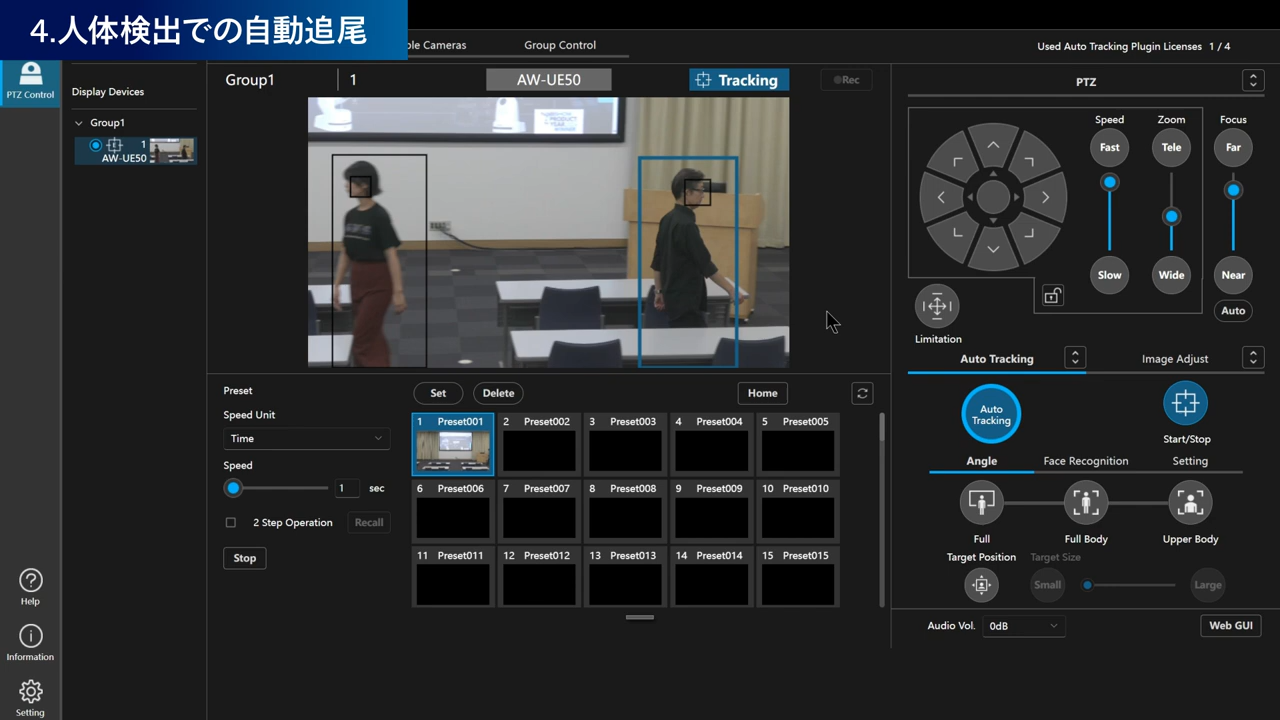 4.人体検出での自動追尾
ple Cameras
Group Control
Used Auto Tracking Plugin Licenses 1 / 4
PTZ Control
Display Devices
Group1
1
AW-UE50
Group1
1
AW-UE50
Tracking
Rec
PTZ
Speed
Zoom
Focus
Fast
Tele
Far
Slow
Wide
Near
Auto
Limitation
Auto Tracking
Image Adjust
Auto Tracking
Start/Stop
Angle
Face Recognition
Setting
Full
Full Body
Upper Body
Target Position
Target Size
Small
Large
Audio Vol.
0dB
Web GUI
Preset
Set
Delete
Home
Speed Unit
Time
Speed
1
sec
2 Step Operation
Recall
Stop
1 Preset001
2 Preset002
3 Preset003
4 Preset004
5 Preset005
6 Preset006
7 Preset007
8 Preset008
9 Preset009
10 Preset010
11 Preset011
12 Preset012
13 Preset013
14 Preset014
15 Preset015
Help
Information
Setting